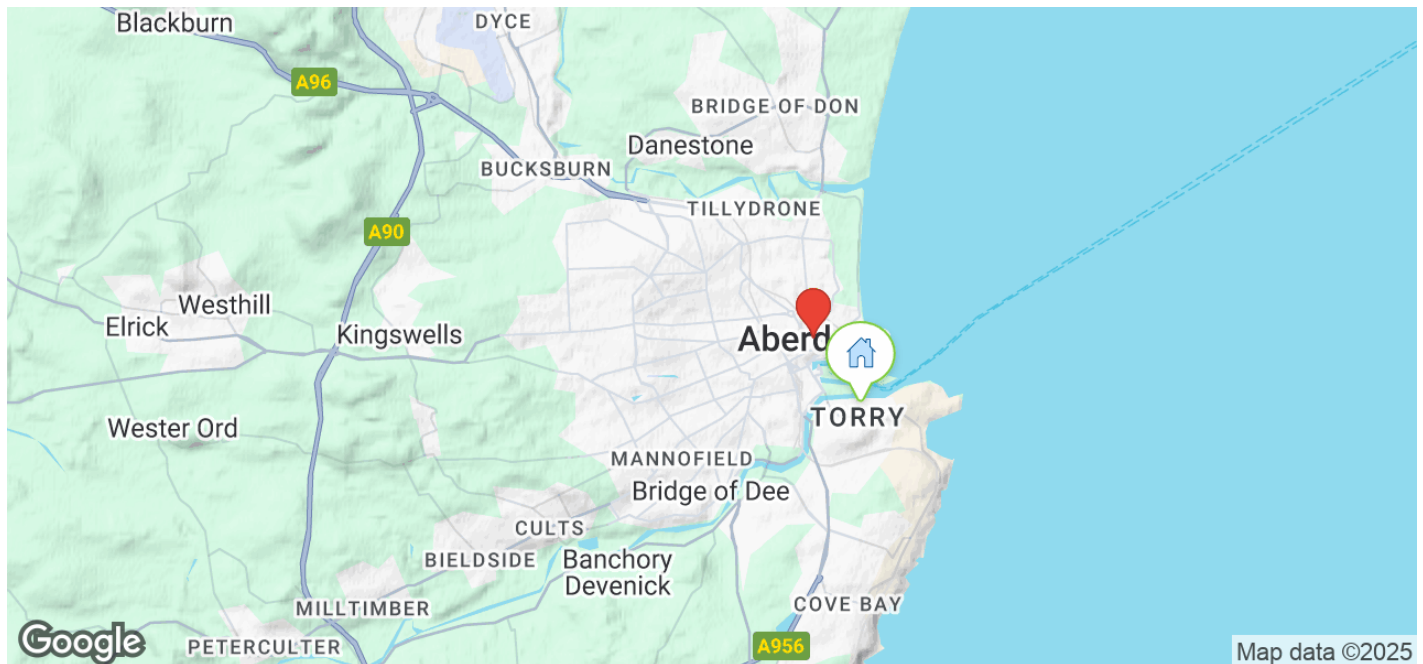 Blackburn
DYCE
A96
BRIDGE OF DON
Danestone
BUCKSBURN
TILLYDRONE
A90
Westhill
Elrick
Kingswells
Aberd
TORRY
Wester Ord
MANNOFIELD
Bridge of Dee
CULTS
BIELDSIDE
Banchory
Devenick
MILLTIMBER
COVE BAY
PETERCULTER
A956
Google
Map data ©2025